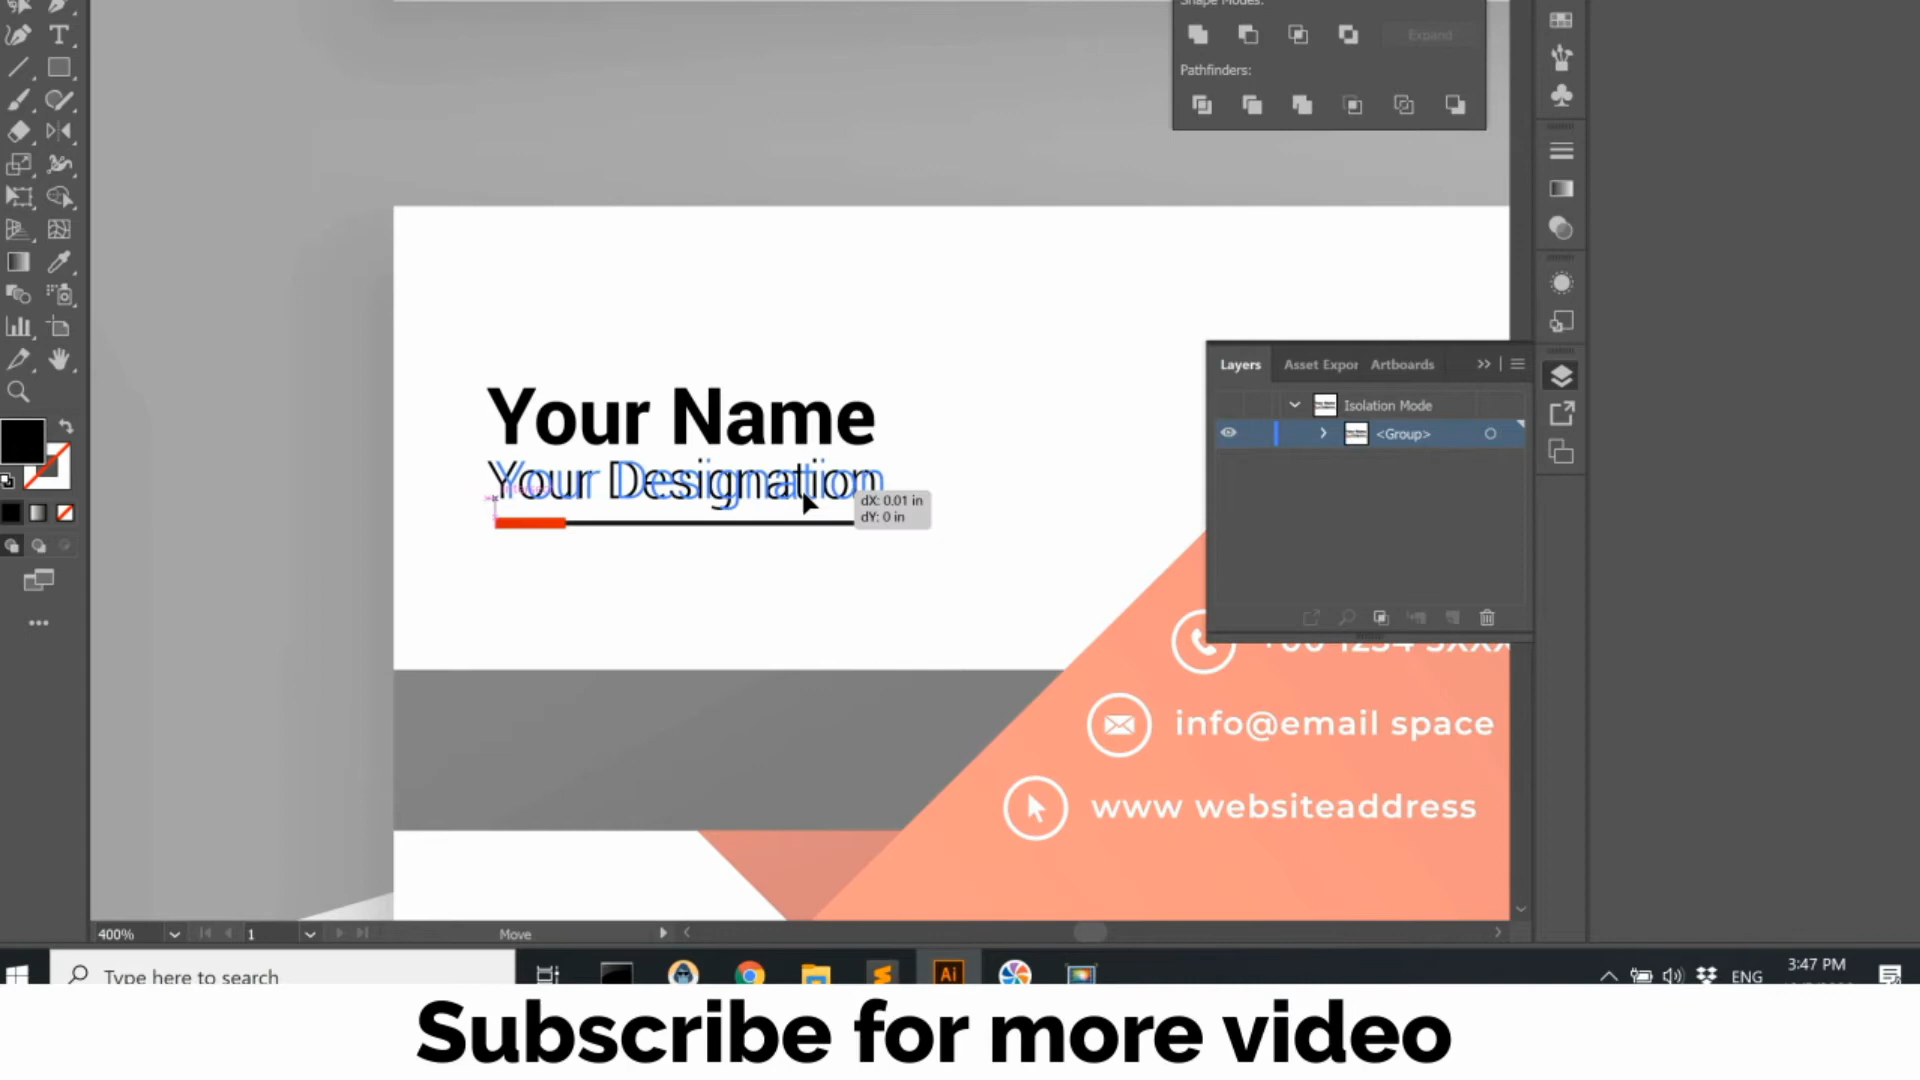 Shape Modes:
Expand
Pathfinders:
Layers
Asset Expor
Artboards
Isolation Mode
<Group>
Your Name
Your Designation
dX: 0.01 in
dY: 0 in
info@email space
www websiteaddress
400%
1
Move
Type here to search
Ai
ENG
3:47 PM
Subscribe for more video